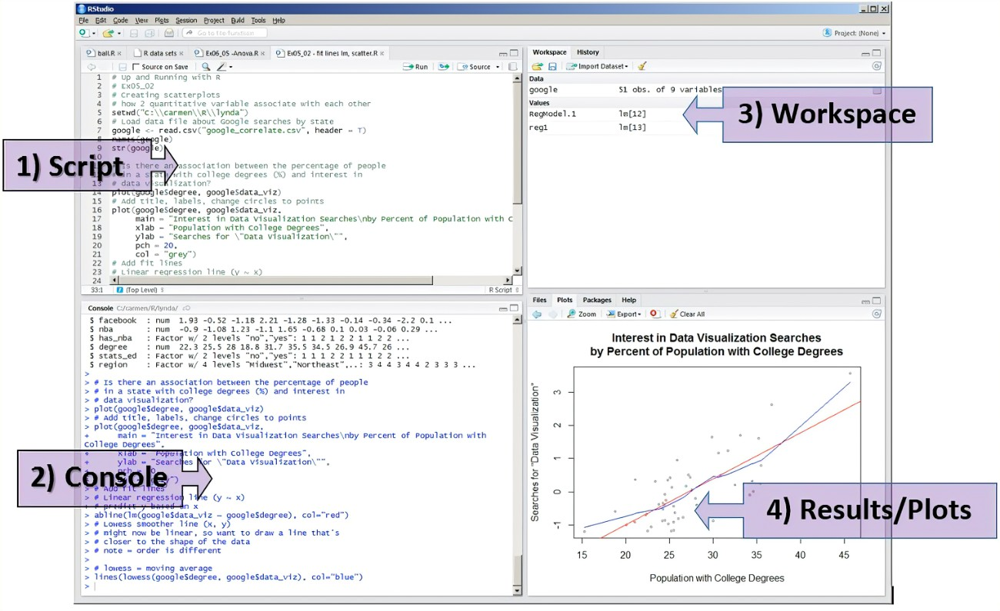 RStudio
File Edit Code View Plots Session Project Build Tools Help
Go to file/function
Project: (None)
ball.R × R data sets × Ex06_05 -Anova.R × Ex05_02 - fit lines lm, scatter.R ×
Source on Save Run Source
1 # Up and Running with R
2 # Ex05_02
3 # Creating scatterplots
4 # how 2 quantitative variable associate with each other
5 setwd("C:\\carmen\\R\\lynda")
6 # Load data file about Google searches by state
7 google <- read.csv("google_correlate.csv", header = T)
8 names(google)
9 str(google)
10
# Is there an association between the percentage of people
# in a state with college degrees (%) and interest in
13 # data visualization?
14 plot(google$degree, google$data_viz)
15 # Add title, labels, change circles to points
16 plot(google$degree, google$data_viz,
17 main = "Interest in Data Visualization Searches\nby Percent of Population with C
18 xlab = "Population with College Degrees",
19 ylab = "Searches for \"Data Visualization\"",
20 pch = 20,
21 col = "grey")
22 # Add fit lines
23 # Linear regression line (y ~ x)
24
33:1 (Top Level) R Script
1) Script
Console C:/carmen/R/lynda/
$ facebook : num 1.93 -0.52 -1.18 2.21 -1.28 -1.33 -0.14 -0.34 -2.2 0.1 ...
$ nba : num -0.9 -1.08 1.23 -1.1 1.65 -0.68 0.1 0.03 -0.06 0.29 ...
$ has_nba : Factor w/ 2 levels "no","yes": 1 1 2 1 2 2 1 1 2 2 ...
$ degree : num 22.3 25.5 28 18.8 31.7 35.5 34.5 26.9 45.7 26 ...
$ stats_ed : Factor w/ 2 levels "no","yes": 1 1 1 1 2 2 1 1 2 2 ...
$ region : Factor w/ 4 levels "Midwest","Northeast",..: 3 4 4 3 4 4 2 3 3 3 ...
>
> # Is there an association between the percentage of people
> # in a state with college degrees (%) and interest in
> # data visualization?
> plot(google$degree, google$data_viz)
> # Add title, labels, change circles to points
> plot(google$degree, google$data_viz,
+ main = "Interest in Data Visualization Searches\nby Percent of Population with
College Degrees",
+ xlab = "Population with College Degrees",
+ ylab = "Searches for \"Data Visualization\"",
> # Add fit lines
> # Linear regression line (y ~ x)
> # predict y based on x
> abline(lm(google$data_viz ~ google$degree), col="red")
> # Lowess smoother line (x, y)
> # might now be linear, so want to draw a line that's
> # closer to the shape of the data
> # note = order is different
>
> # lowess = moving average
> lines(lowess(google$degree, google$data_viz), col="blue")
>
2) Console
Workspace History
Import Dataset
Data
google 51 obs. of 9 variables
Values
RegModel.1 lm[12]
reg1 lm[13]
3) Workspace
Files Plots Packages Help
Zoom Export Clear All
Interest in Data Visualization Searches
by Percent of Population with College Degrees
Searches for "Data Visualization"
3
2
1
0
-1
15 20 25 30 35 40 45
Population with College Degrees
4) Results/Plots